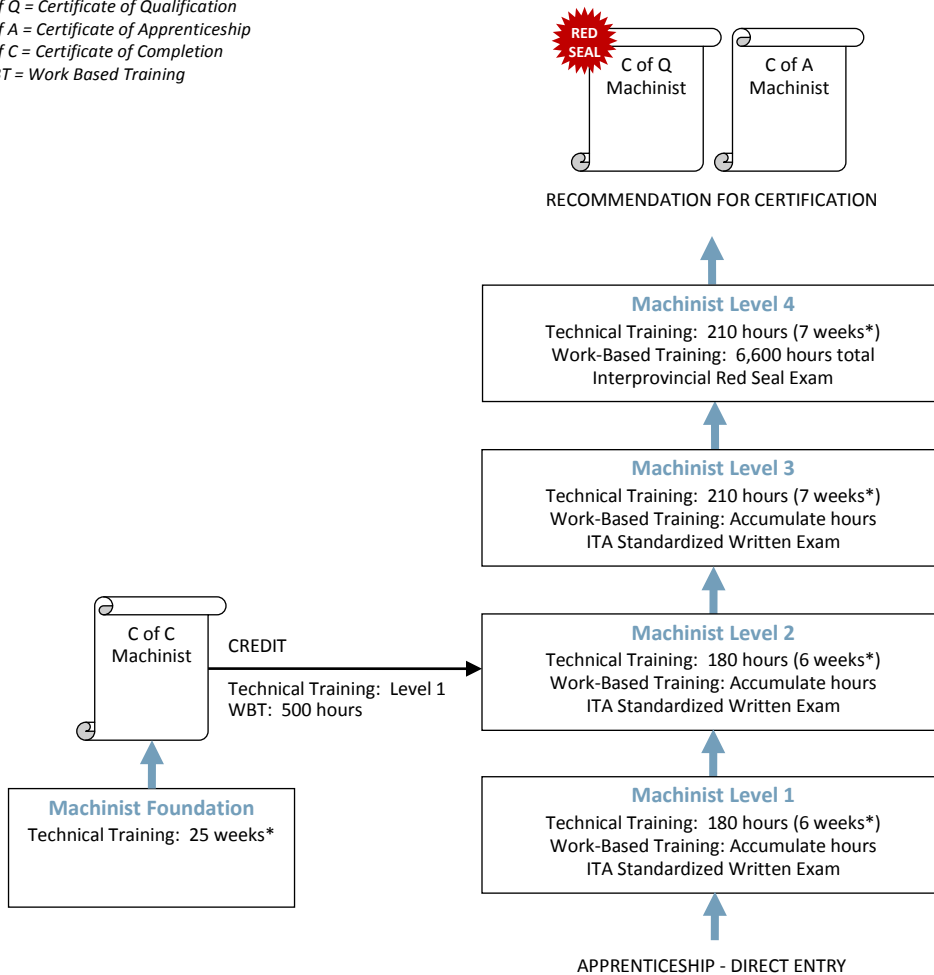 f Q = Certificate of Qualification
f A = Certificate of Apprenticeship
f C = Certificate of Completion
BT = Work Based Training
RED
SEAL
C of Q
Machinist
C of A
Machinist
RECOMMENDATION FOR CERTIFICATION
Machinist Level 4
Technical Training: 210 hours (7 weeks*)
Work-Based Training: 6,600 hours total
Interprovincial Red Seal Exam
Machinist Level 3
Technical Training: 210 hours (7 weeks*)
Work-Based Training: Accumulate hours
ITA Standardized Written Exam
C of C
Machinist
CREDIT
Technical Training: Level 1
WBT: 500 hours
Machinist Level 2
Technical Training: 180 hours (6 weeks*)
Work-Based Training: Accumulate hours
ITA Standardized Written Exam
Machinist Foundation
Technical Training: 25 weeks*
Machinist Level 1
Technical Training: 180 hours (6 weeks*)
Work-Based Training: Accumulate hours
ITA Standardized Written Exam
APPRENTICESHIP - DIRECT ENTRY